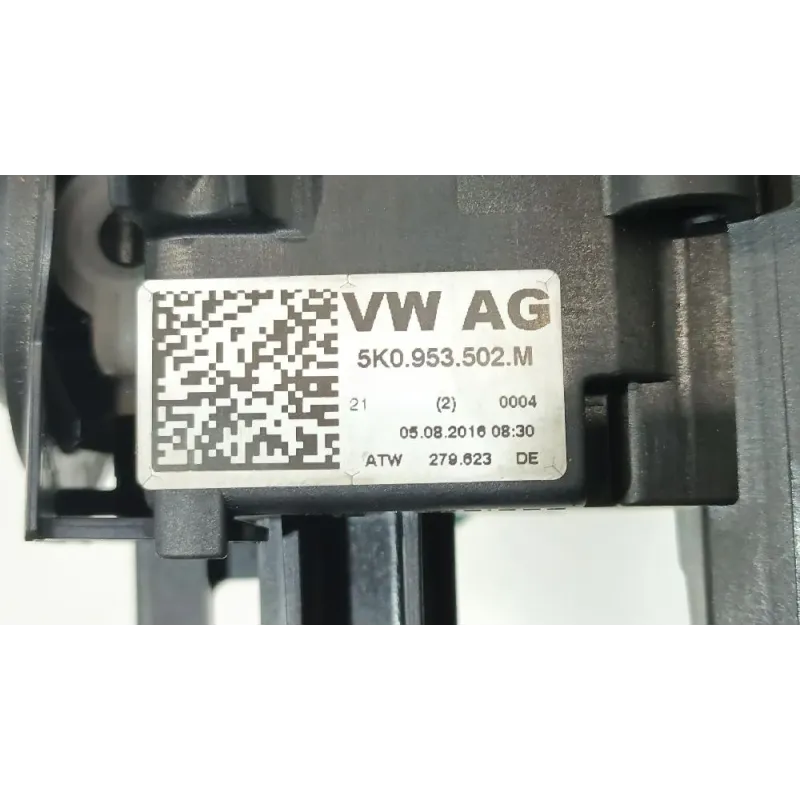 VW AG
5K0.953.502.M
21 (2) 0004
05.08.2016 08:30
ATW 279.623 DE